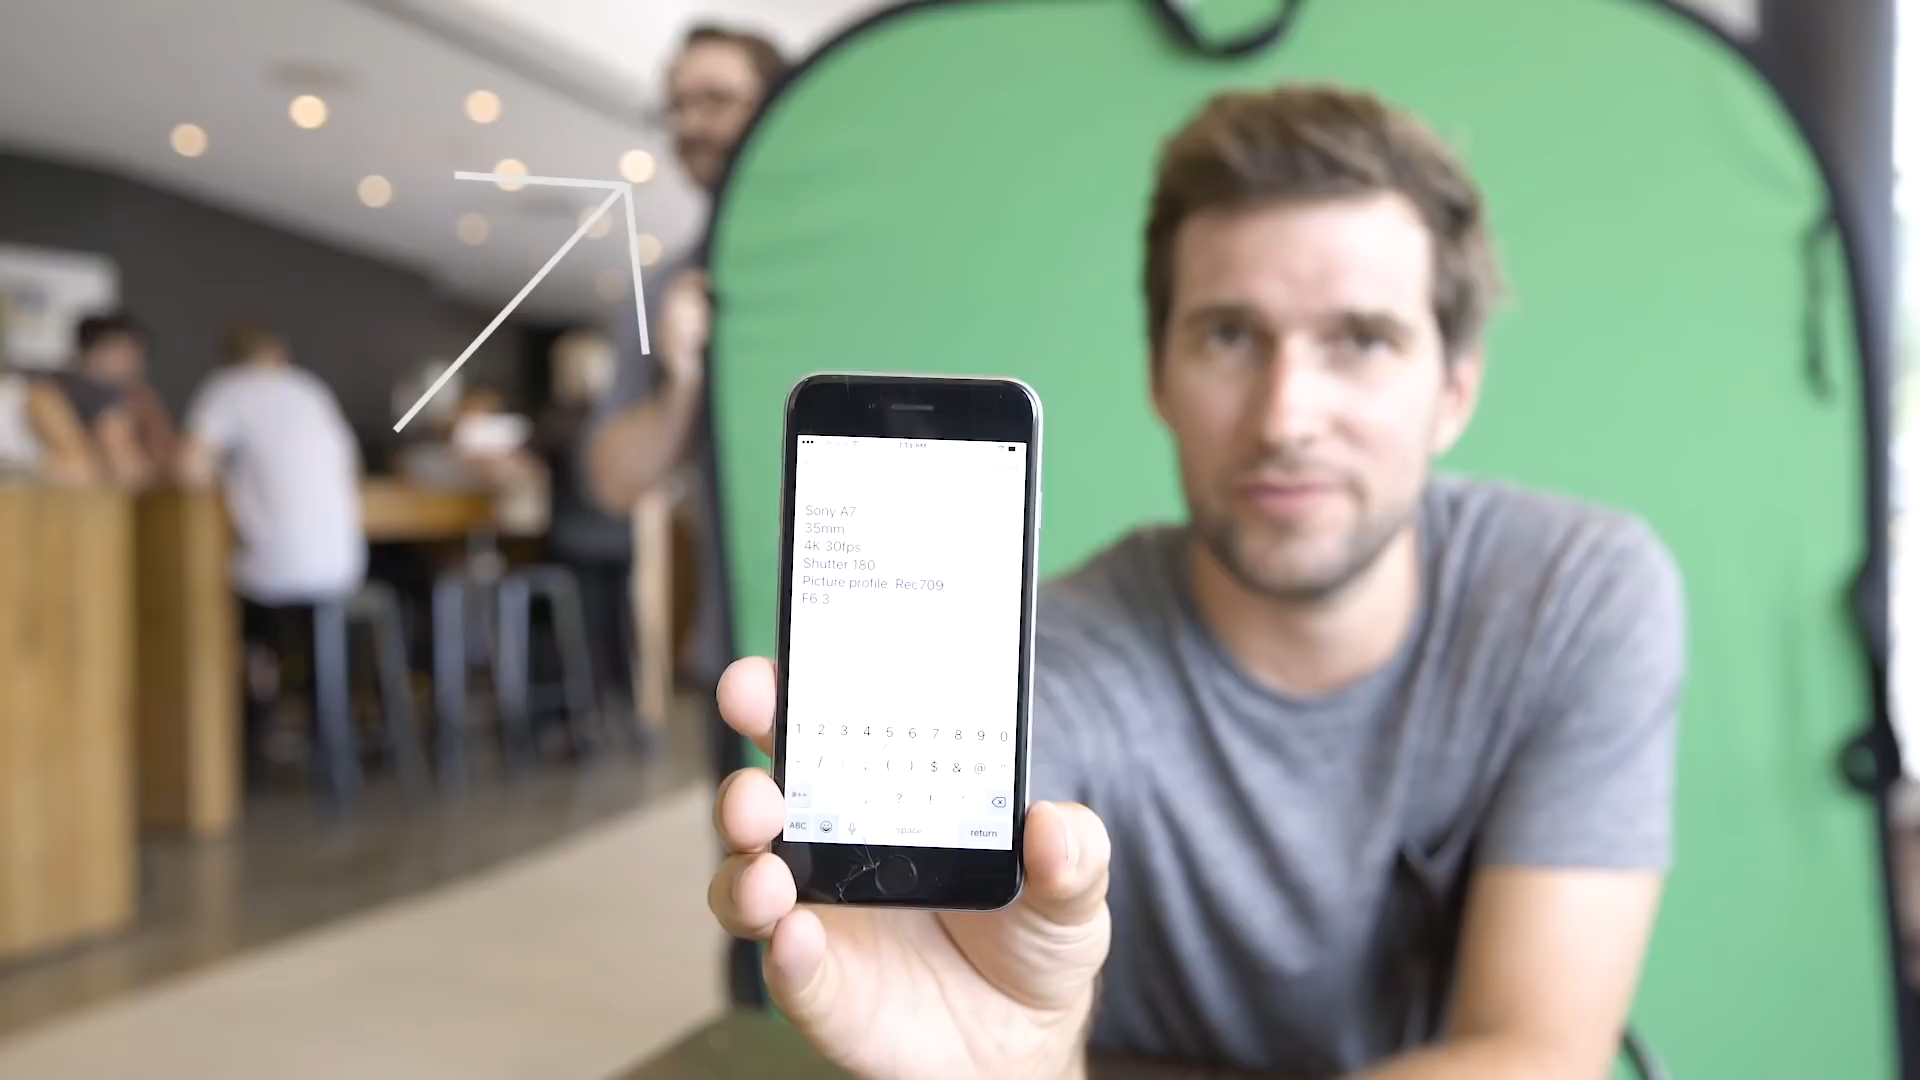 Sony A7
35mm
4K 30fps
Shutter 180
Picture profile Rec709
F6.3
1 2 3 4 5 6 7 8 9 0
- / : ; ( ) $ & @ "
#+= . , ? ! '
ABC space return